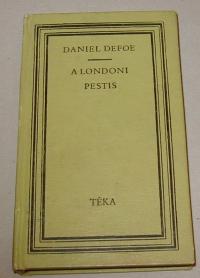 DANIEL DEFOE
A LONDONI
PESTIS
TÉKA